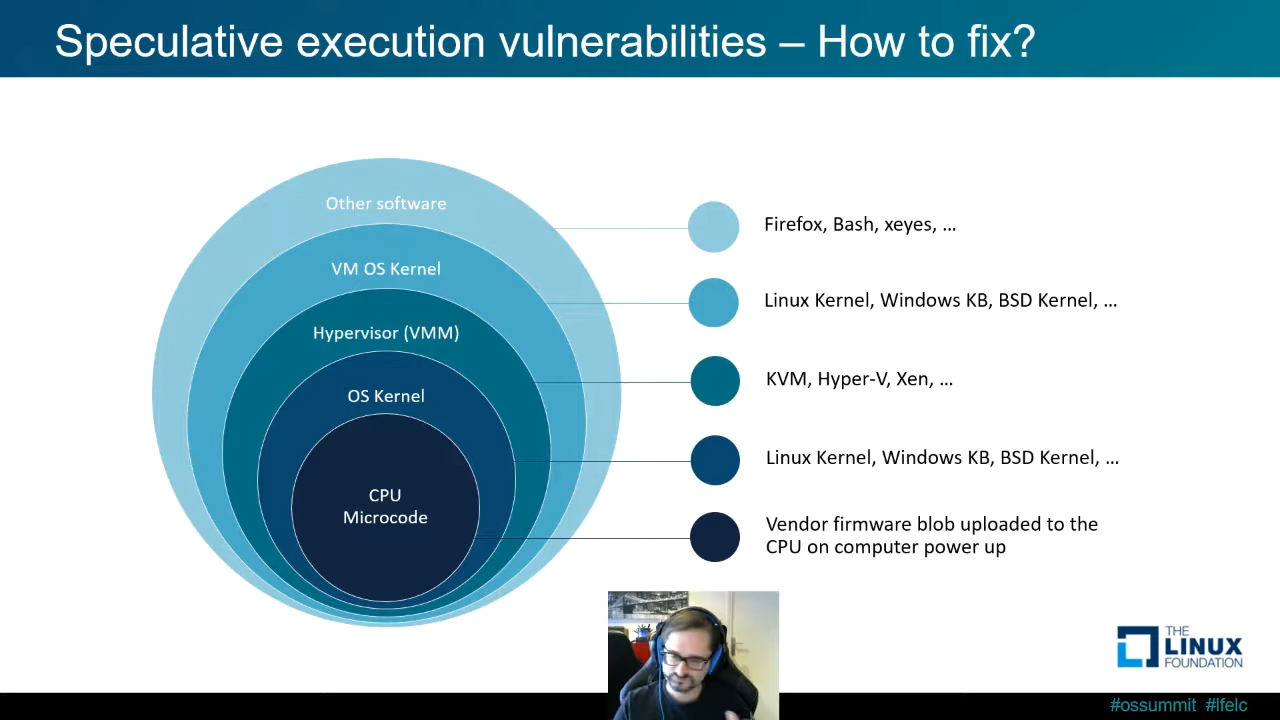 Speculative execution vulnerabilities – How to fix?
Other software
VM OS Kernel
Hypervisor (VMM)
OS Kernel
CPU
Microcode
Firefox, Bash, xeyes, …
Linux Kernel, Windows KB, BSD Kernel, …
KVM, Hyper-V, Xen, …
Linux Kernel, Windows KB, BSD Kernel, …
Vendor firmware blob uploaded to the
CPU on computer power up
THE
LINUX
FOUNDATION
#ossummit #lfelc